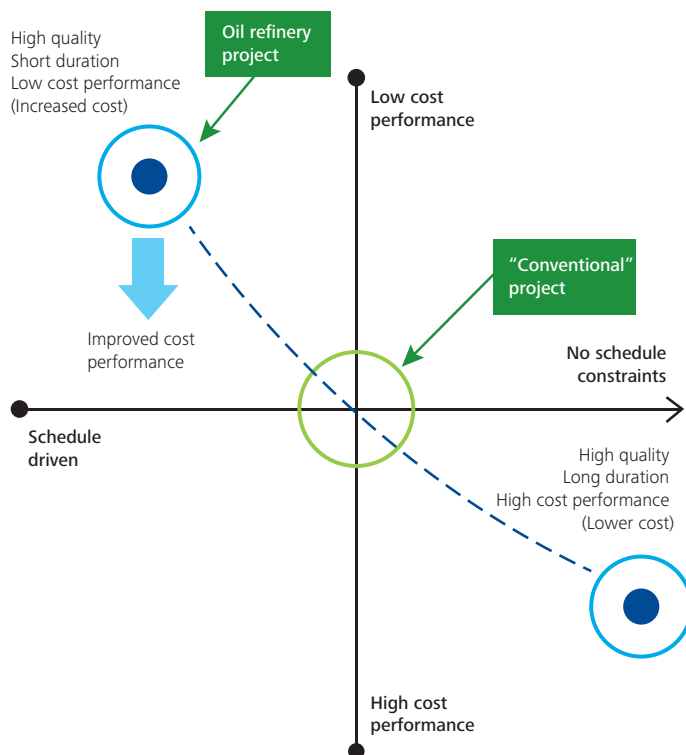 High quality
Short duration
Low cost performance
(Increased cost)
Oil refinery
project
Low cost
performance
"Conventional"
project
Improved cost
performance
No schedule
constraints
Schedule
driven
High quality
Long duration
High cost performance
(Lower cost)
High cost
performance